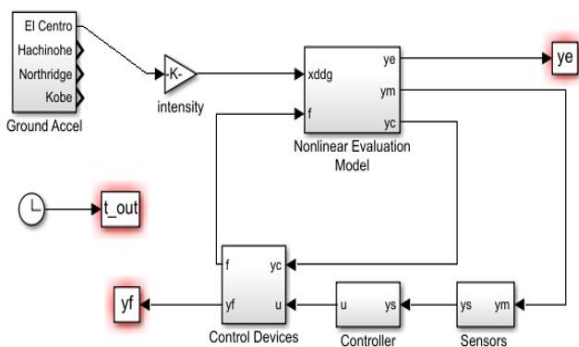 El Centro
Hachinohe
Northridge
Kobe
Ground Accel
-K-
intensity
xddg
f
ye
ym
yc
Nonlinear Evaluation
Model
ye
t_out
yf
f
yf
yc
u
Control Devices
u
ys
Controller
ys
ym
Sensors